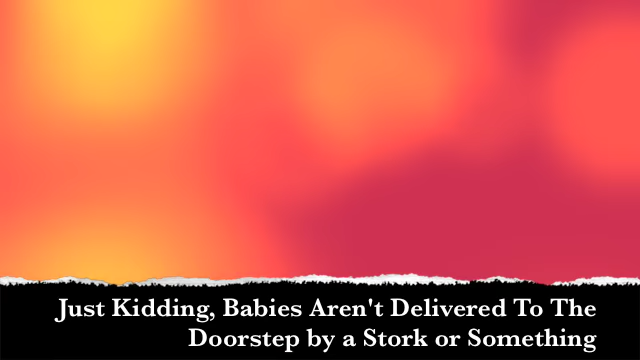 Just Kidding, Babies Aren't Delivered To The
Doorstep by a Stork or Something